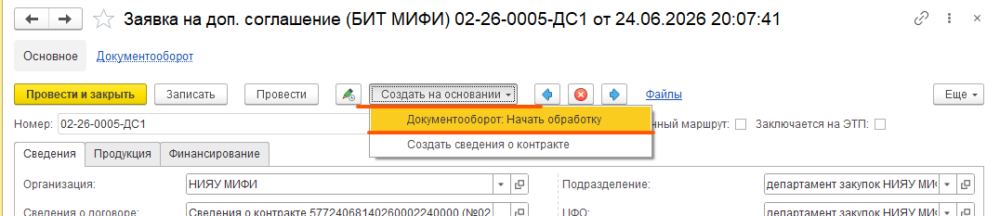 Заявка на доп. соглашение (БИТ МИФИ) 02-26-0005-ДС1 от 24.06.2026 20:07:41
Основное Документооборот
Провести и закрыть Записать Провести Создать на основании Файлы Еще
Номер: 02-26-0005-ДС1 нный маршрут: Заключается на ЭТП:
Документооборот: Начать обработку
Создать сведения о контракте
Сведения Продукция Финансирование
Организация: НИЯУ МИФИ Подразделение: департамент закупок НИЯУ МИФ
Сведения о договоре: Сведения о контракте 57724068140260002240000 (№02 ЦФО: департамент закупок НИЯУ МИФ